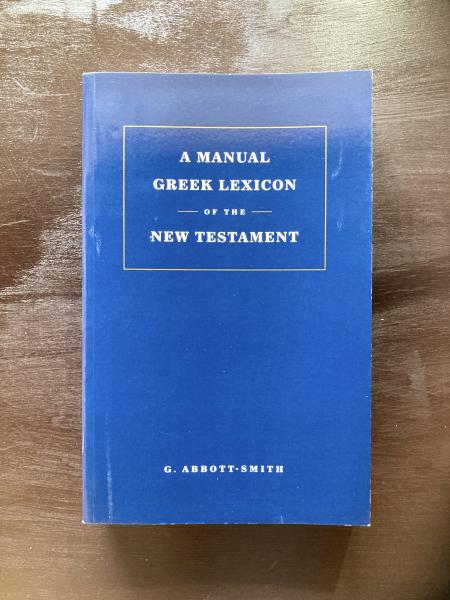 A MANUAL
GREEK LEXICON
OF THE
NEW TESTAMENT
G. ABBOTT-SMITH